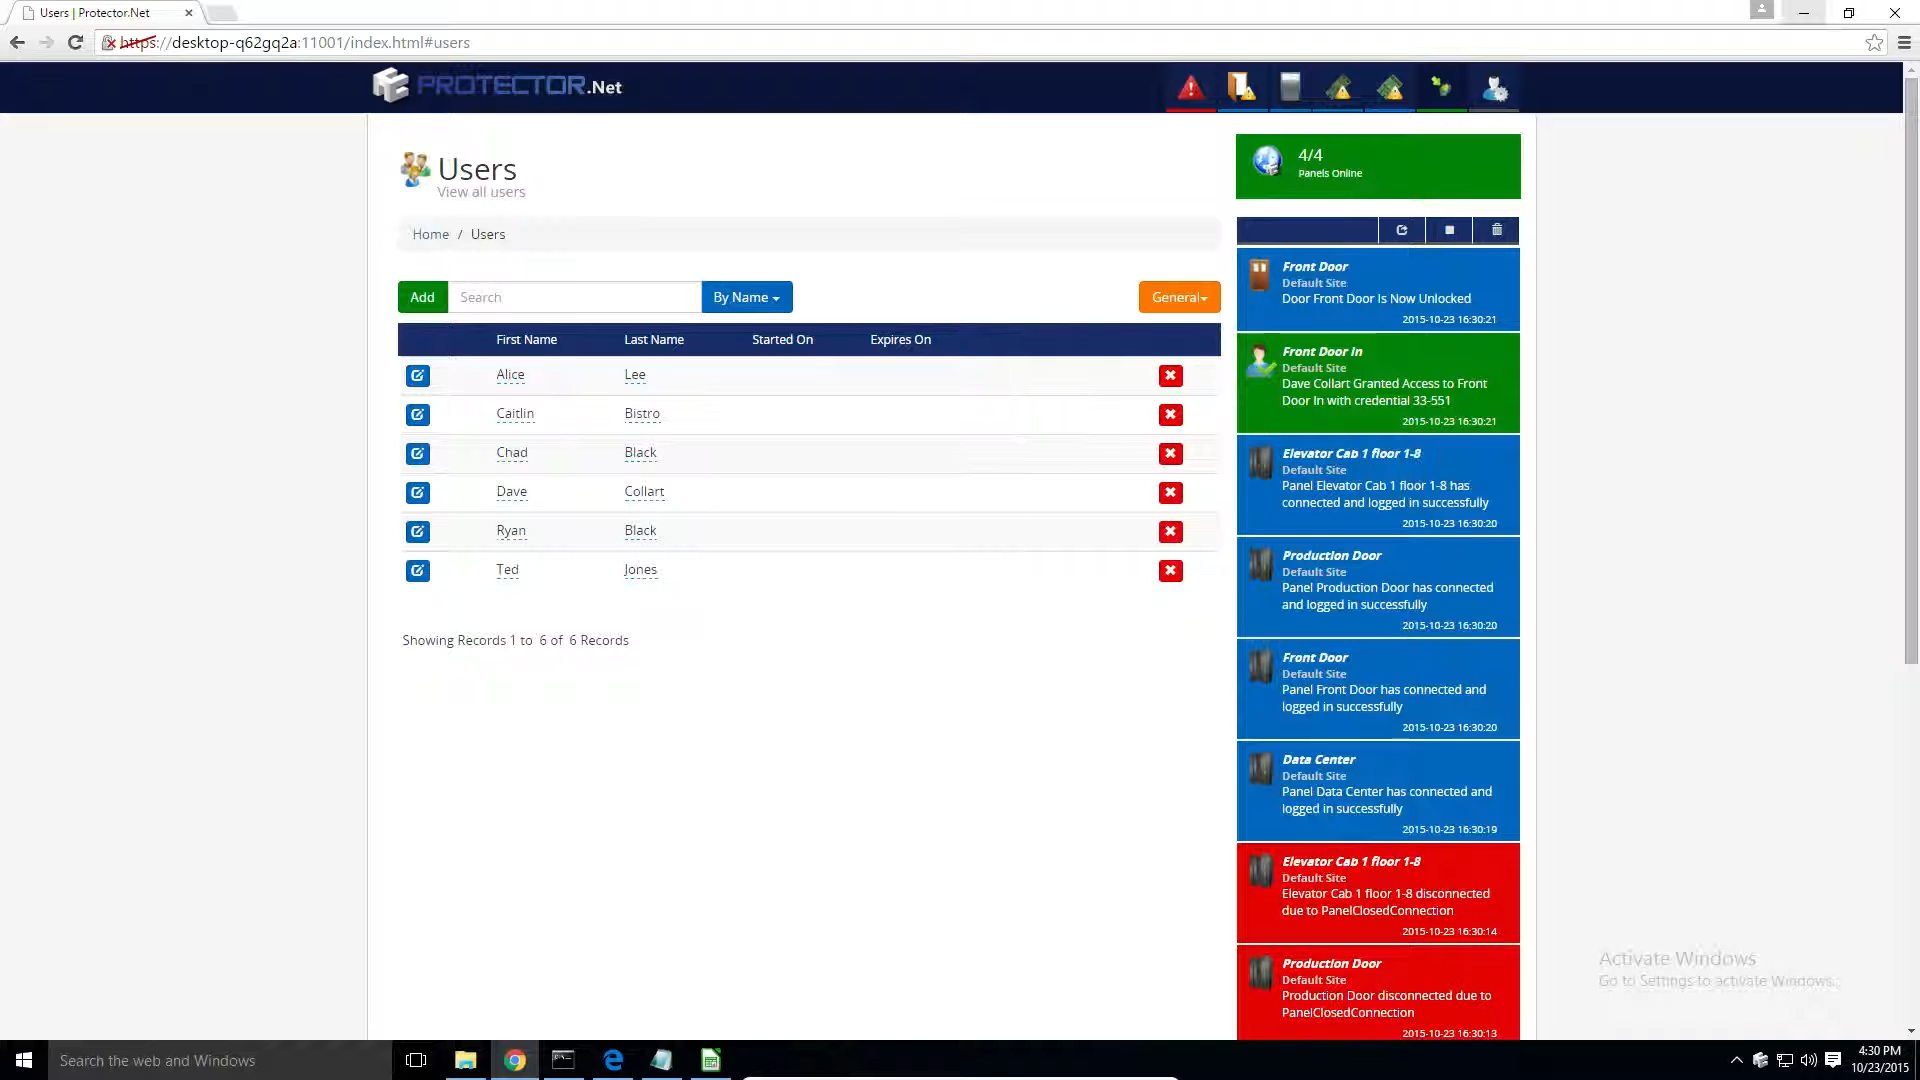 Users | Protector.Net
https://desktop-q62gq2a:11001/index.html#users
PROTECTOR.Net
Users
View all users
Home / Users
Add
Search
By Name
General
First Name Last Name Started On Expires On
Alice Lee
Caitlin Bistro
Chad Black
Dave Collart
Ryan Black
Ted Jones
Showing Records 1 to 6 of 6 Records
4/4
Panels Online
Front Door
Default Site
Door Front Door Is Now Unlocked
2015-10-23 16:30:21
Front Door In
Default Site
Dave Collart Granted Access to Front
Door In with credential 33-551
2015-10-23 16:30:21
Elevator Cab 1 floor 1-8
Default Site
Panel Elevator Cab 1 floor 1-8 has
connected and logged in successfully
2015-10-23 16:30:20
Production Door
Default Site
Panel Production Door has connected
and logged in successfully
2015-10-23 16:30:20
Front Door
Default Site
Panel Front Door has connected and
logged in successfully
2015-10-23 16:30:20
Data Center
Default Site
Panel Data Center has connected and
logged in successfully
2015-10-23 16:30:19
Elevator Cab 1 floor 1-8
Default Site
Elevator Cab 1 floor 1-8 disconnected
due to PanelClosedConnection
2015-10-23 16:30:14
Production Door
Default Site
Production Door disconnected due to
PanelClosedConnection
2015-10-23 16:30:13
Activate Windows
Go to Settings to activate Windows.
Search the web and Windows
4:30 PM
10/23/2015